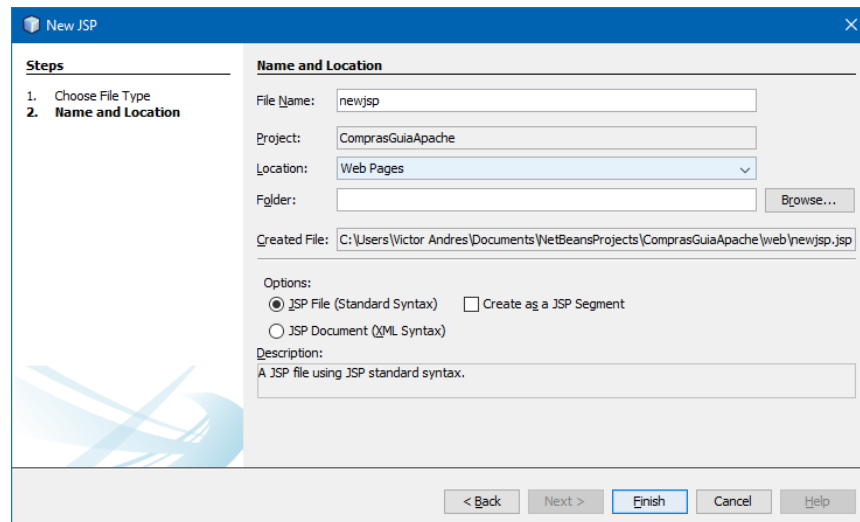 New JSP
Steps
1. Choose File Type
2. Name and Location
Name and Location
File Name: newjsp
Project: ComprasGuiaApache
Location: Web Pages
Folder: Browse...
Created File: C:\Users\Victor Andres\Documents\NetBeansProjects\ComprasGuiaApache\web\newjsp.jsp
Options:
JSP File (Standard Syntax) Create as a JSP Segment
JSP Document (XML Syntax)
Description:
A JSP file using JSP standard syntax.
< Back Next > Finish Cancel Help